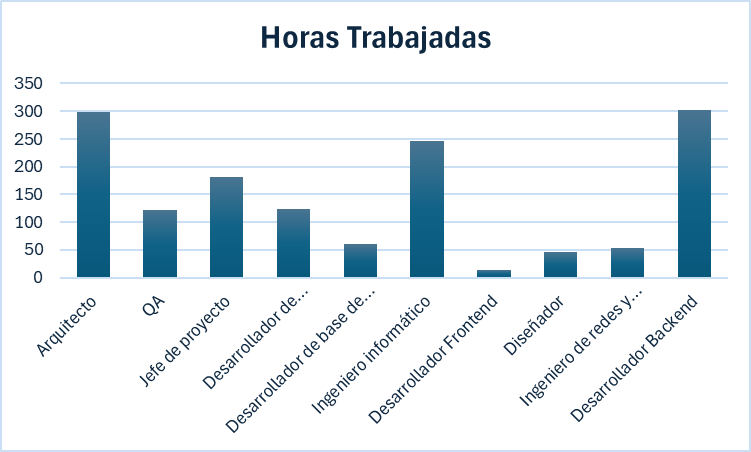 Horas Trabajadas
350
300
250
200
150
100
50
0
Arquitecto
QA
Jefe de proyecto
Desarrollador de...
Desarrollador de base de...
Ingeniero informático
Desarrollador Frontend
Diseñador
Ingeniero de redes y...
Desarrollador Backend